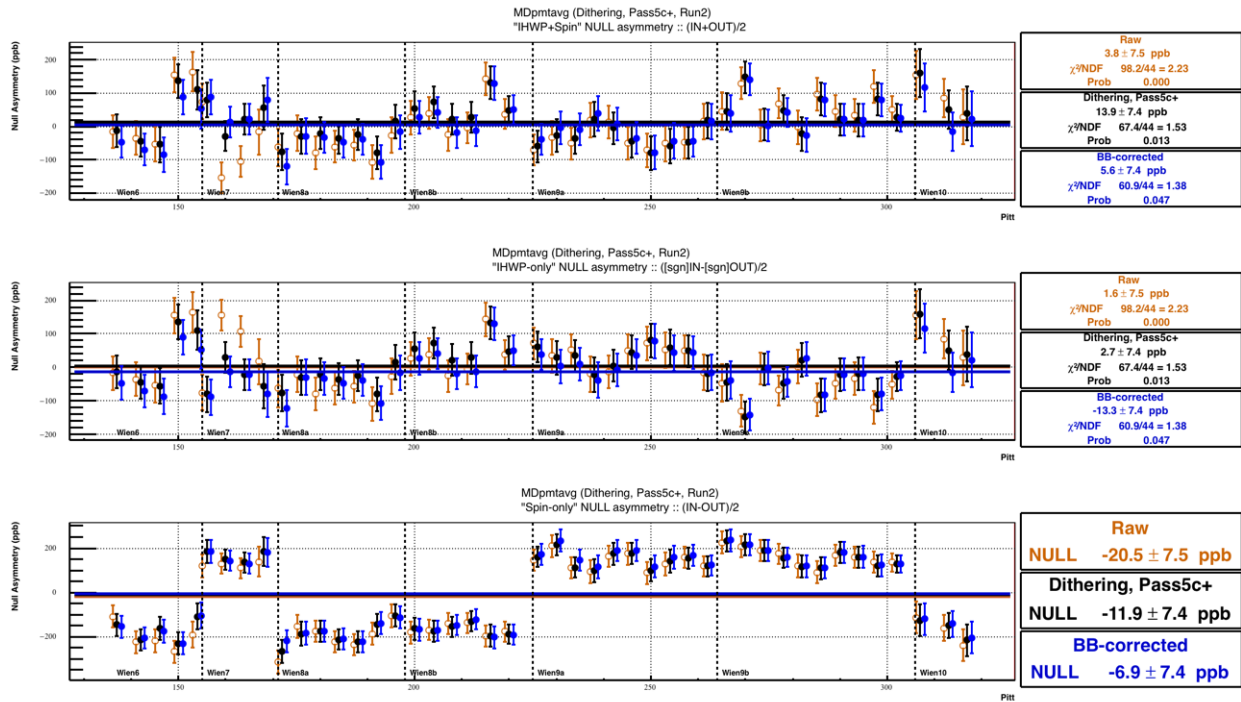 MDpmtavg (Dithering, Pass5c+, Run2)
"IHWP+Spin" NULL asymmetry :: (IN+OUT)/2
Null Asymmetry (ppb)
200
100
0
−100
−200
Wien6
Wien7
Wien8a
Wien8b
Wien9a
Wien9b
Wien10
150
200
250
300
Pitt
Raw
3.8 ± 7.5 ppb
χ²/NDF 98.2/44 = 2.23
Prob 0.000
Dithering, Pass5c+
13.9 ± 7.4 ppb
χ²/NDF 67.4/44 = 1.53
Prob 0.013
BB-corrected
5.6 ± 7.4 ppb
χ²/NDF 60.9/44 = 1.38
Prob 0.047
MDpmtavg (Dithering, Pass5c+, Run2)
"IHWP-only" NULL asymmetry :: ([sgn]IN-[sgn]OUT)/2
Null Asymmetry (ppb)
200
100
0
−100
−200
Wien6
Wien7
Wien8a
Wien8b
Wien9a
Wien9b
Wien10
150
200
250
300
Pitt
Raw
1.6 ± 7.5 ppb
χ²/NDF 98.2/44 = 2.23
Prob 0.000
Dithering, Pass5c+
2.7 ± 7.4 ppb
χ²/NDF 67.4/44 = 1.53
Prob 0.013
BB-corrected
-13.3 ± 7.4 ppb
χ²/NDF 60.9/44 = 1.38
Prob 0.047
MDpmtavg (Dithering, Pass5c+, Run2)
"Spin-only" NULL asymmetry :: (IN-OUT)/2
Null Asymmetry (ppb)
200
0
−200
Wien6
Wien7
Wien8a
Wien8b
Wien9a
Wien9b
Wien10
150
200
250
300
Pitt
Raw
NULL -20.5 ± 7.5 ppb
Dithering, Pass5c+
NULL -11.9 ± 7.4 ppb
BB-corrected
NULL -6.9 ± 7.4 ppb